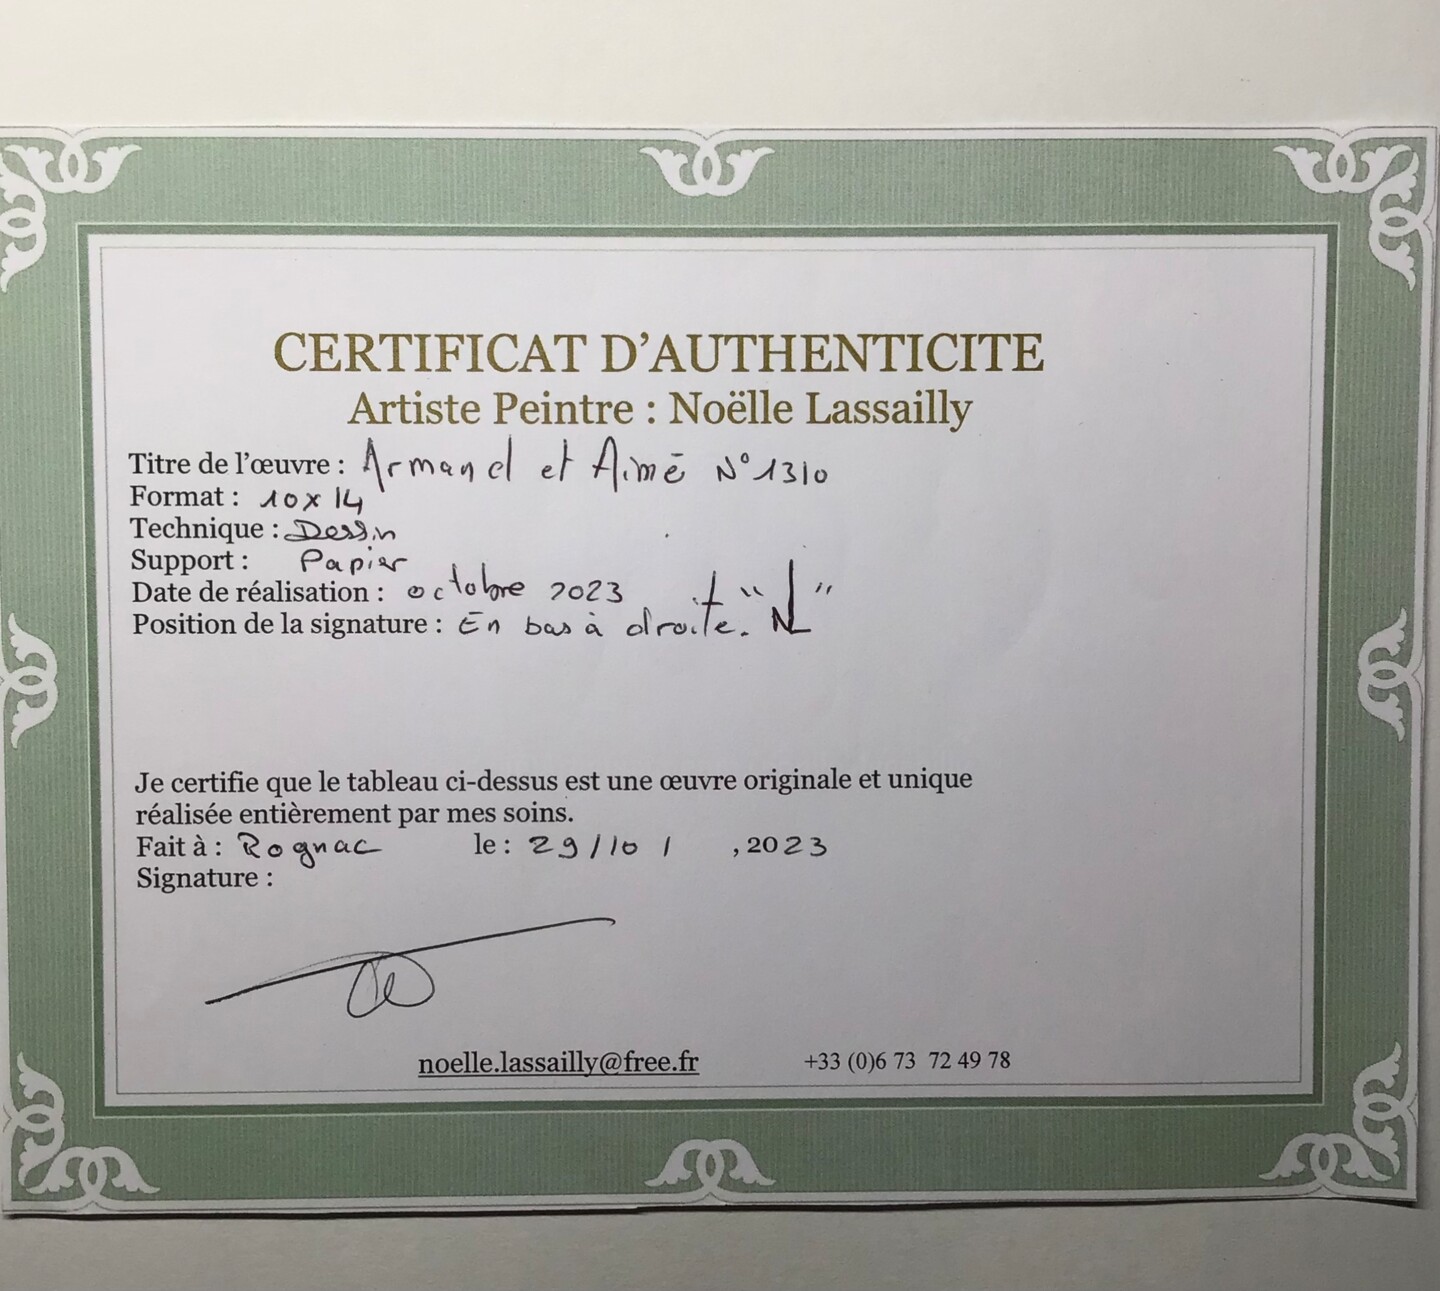 CERTIFICAT D'AUTHENTICITE
Artiste Peintre : Noëlle Lassailly
Titre de l'œuvre : Armand et Aimé N° 1310
Format : 10 x 14
Technique : Dessin
Support : Papier
Date de réalisation : octobre 2023
Position de la signature : En bas à droite. "NL"
Je certifie que le tableau ci-dessus est une œuvre originale et unique
réalisée entièrement par mes soins.
Fait à : Rognac le : 29/10 / , 2023
Signature :
noelle.lassailly@free.fr +33 (0)6 73 72 49 78